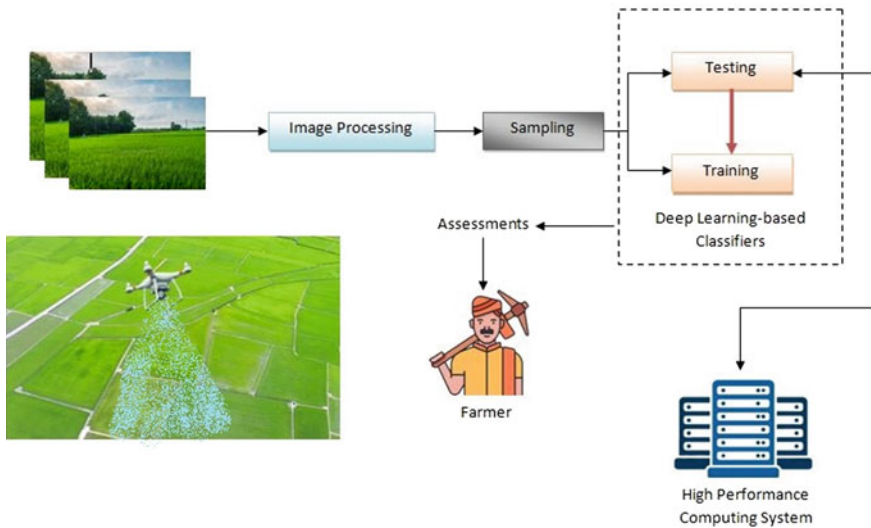 Testing
Image Processing
Sampling
Training
Deep Learning-based
Classifiers
Assessments
Farmer
High Performance
Computing System